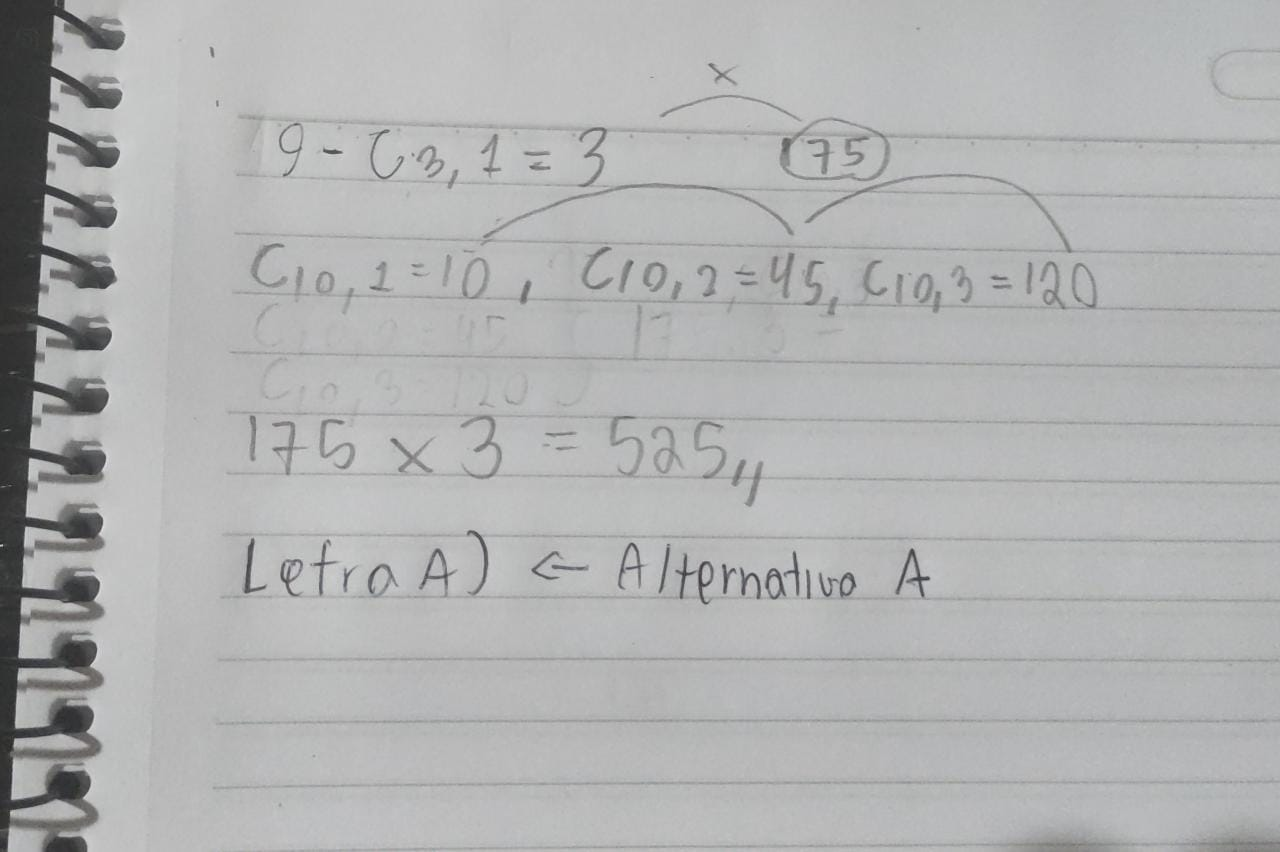 x
9 - C3,1 = 3 175
C10,1 = 10, C10,2 = 45, C10,3 = 120
175 x 3 = 525,,
Letra A) ← Alternativa A